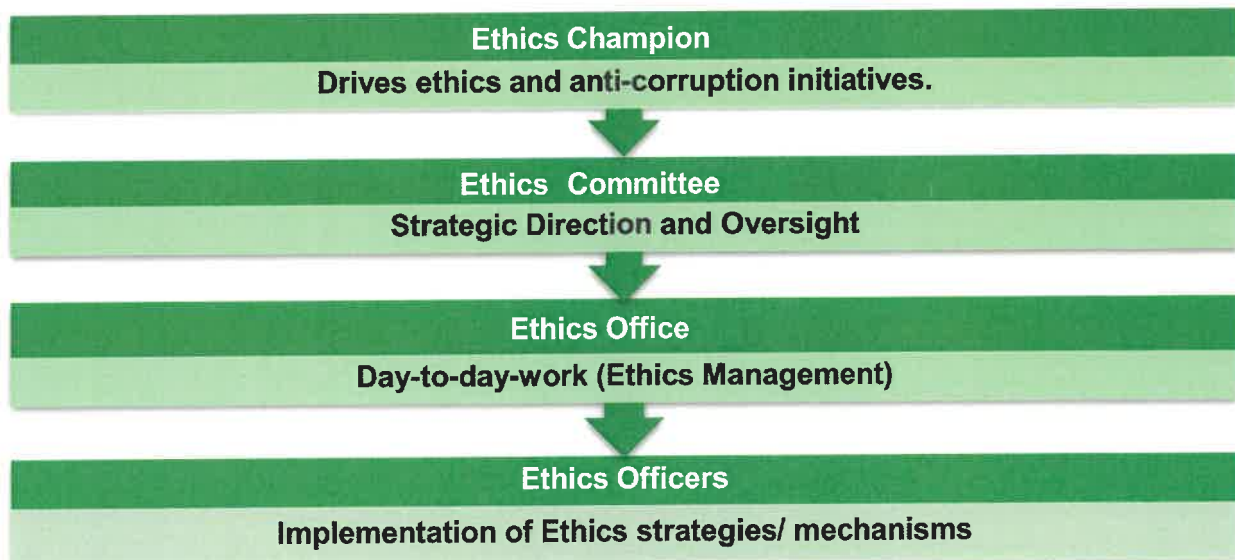 Ethics Champion
Drives ethics and anti-corruption initiatives.
Ethics Committee
Strategic Direction and Oversight
Ethics Office
Day-to-day-work (Ethics Management)
Ethics Officers
Implementation of Ethics strategies/ mechanisms